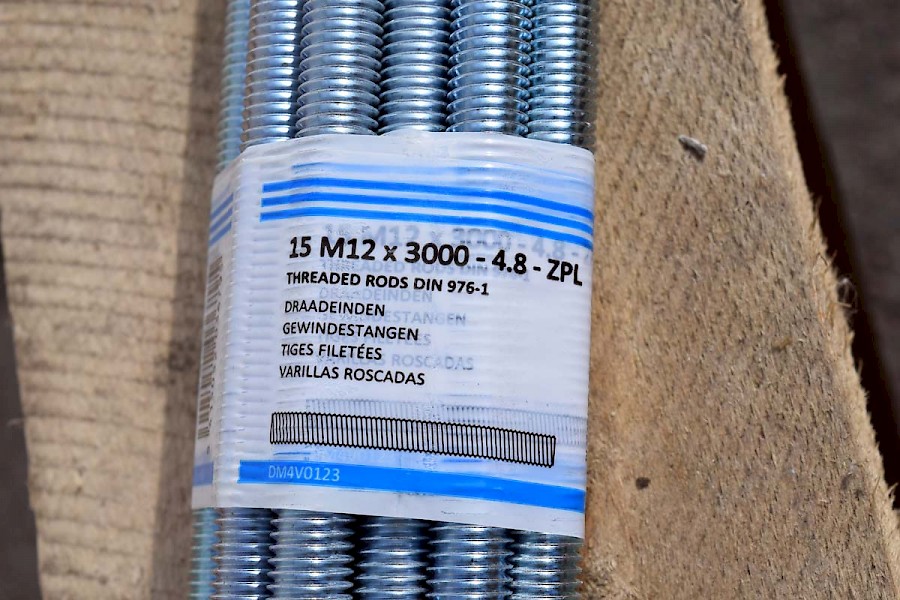 15 M12 x 3000 - 4.8 - ZPL
THREADED RODS DIN 976-1
DRAADEINDEN
GEWINDESTANGEN
TIGES FILETÉES
VARILLAS ROSCADAS
DM4V0123